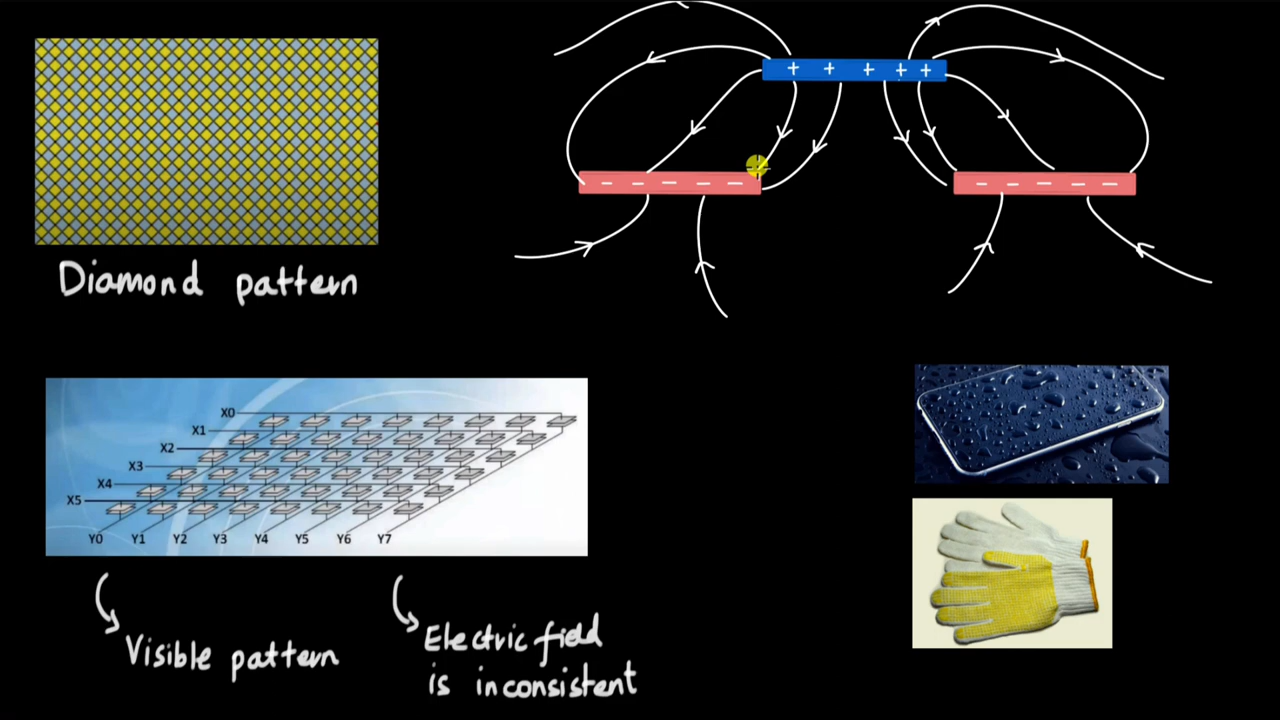 + + + + +
− − − − −
− − − − −
Diamond pattern
X0
X1
X2
X3
X4
X5
Y0 Y1 Y2 Y3 Y4 Y5 Y6 Y7
Visible pattern
Electric field
is inconsistent